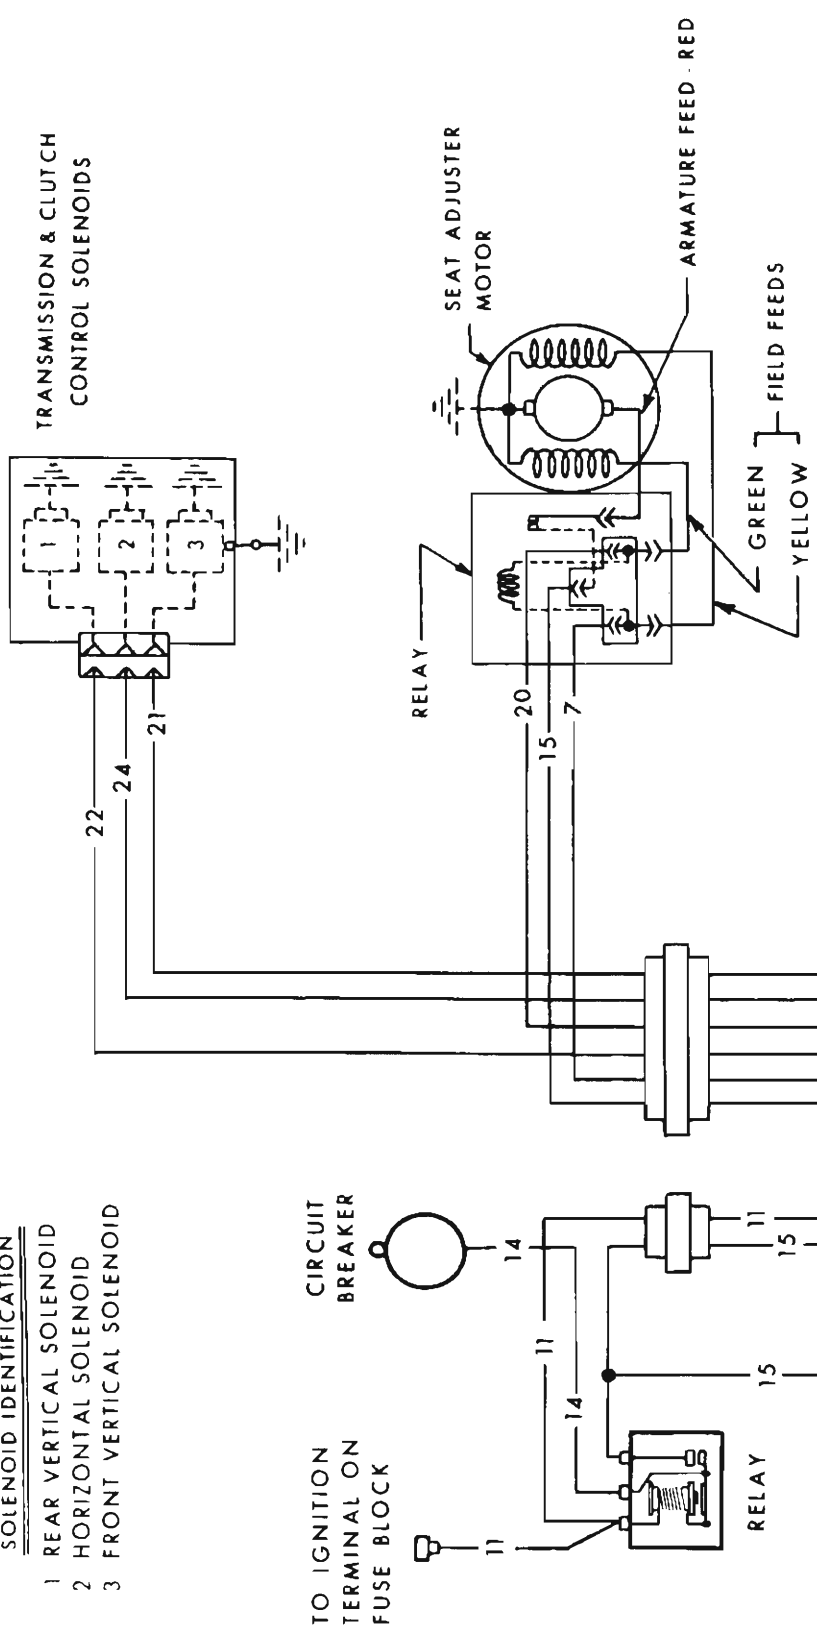 SOLENOID IDENTIFICATION
1 REAR VERTICAL SOLENOID
2 HORIZONTAL SOLENOID
3 FRONT VERTICAL SOLENOID
TRANSMISSION & CLUTCH
CONTROL SOLENOIDS
1
2
3
22
24
21
TO IGNITION
TERMINAL ON
FUSE BLOCK
11
CIRCUIT
BREAKER
14
11
14
RELAY
11
15
15
RELAY
20
15
7
SEAT ADJUSTER
MOTOR
ARMATURE FEED - RED
GREEN
YELLOW
FIELD FEEDS